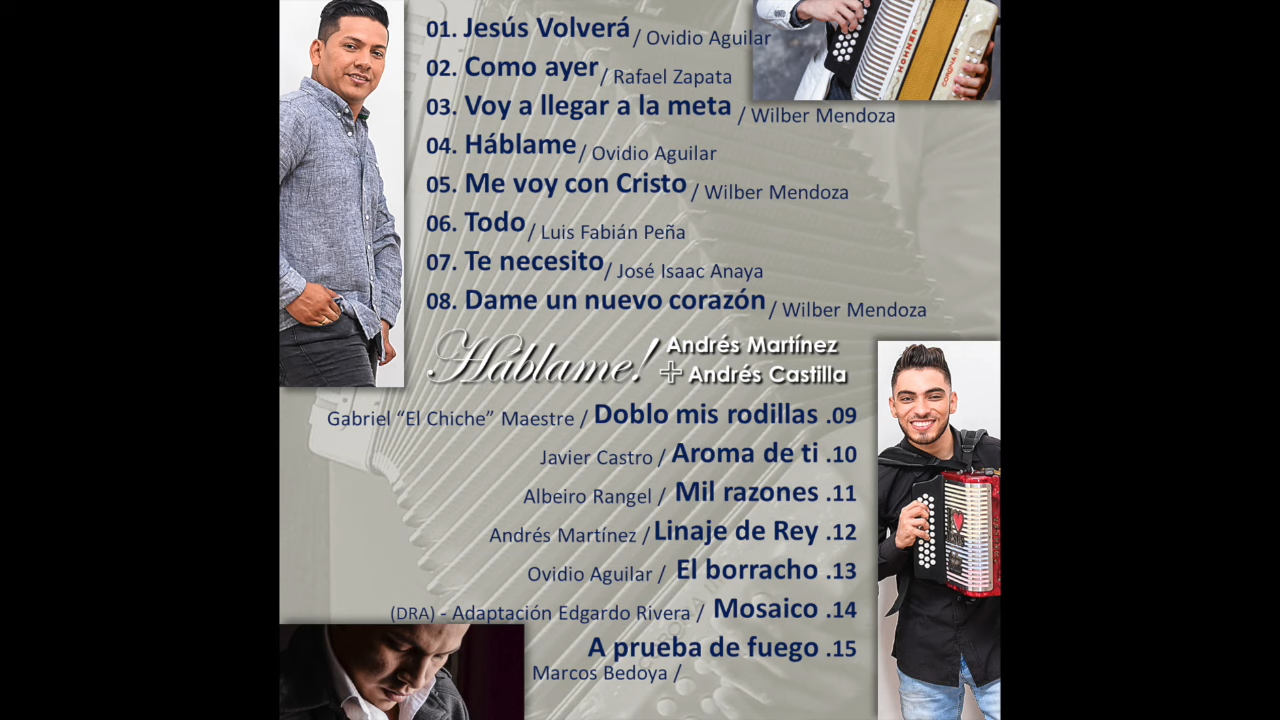 01. Jesús Volverá / Ovidio Aguilar
02. Como ayer / Rafael Zapata
03. Voy a llegar a la meta / Wilber Mendoza
04. Háblame / Ovidio Aguilar
05. Me voy con Cristo / Wilber Mendoza
06. Todo / Luis Fabián Peña
07. Te necesito / José Isaac Anaya
08. Dame un nuevo corazón / Wilber Mendoza
Háblame! Andrés Martínez
+ Andrés Castilla
Gabriel “El Chiche” Maestre / Doblo mis rodillas .09
Javier Castro / Aroma de ti .10
Albeiro Rangel / Mil razones .11
Andrés Martínez / Linaje de Rey .12
Ovidio Aguilar / El borracho .13
(DRA) - Adaptación Edgardo Rivera / Mosaico .14
A prueba de fuego .15
Marcos Bedoya /
HOHNER
CORONA III